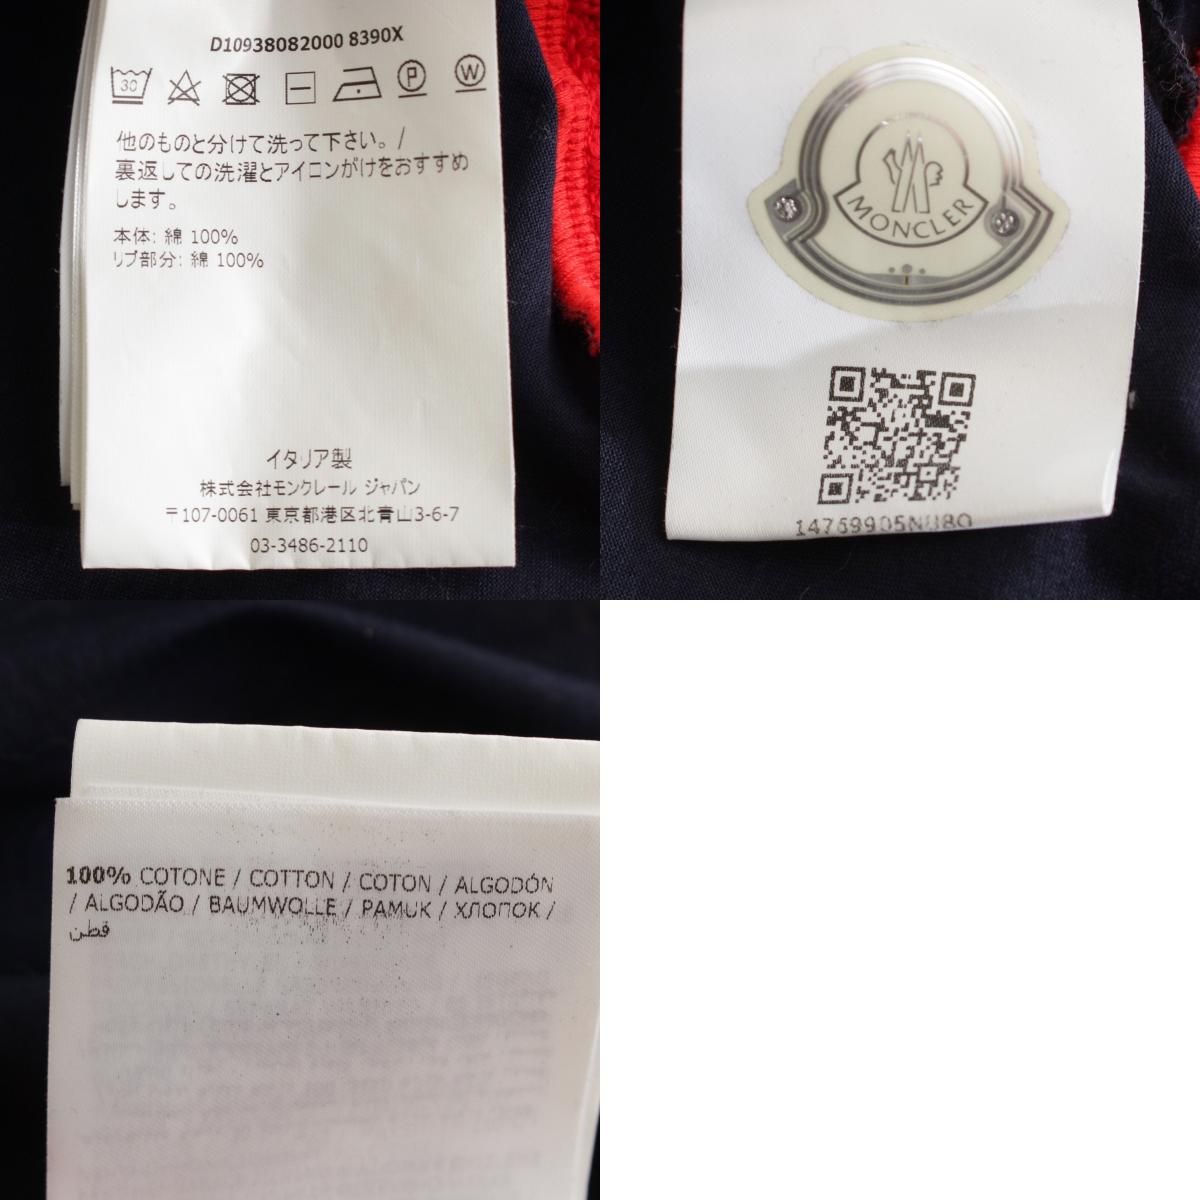 D10938082000 8390X
30
P
W
他のものと分けて洗って下さい。/
裏返しての洗濯とアイロンがけをおすすめ
します。
本体: 綿 100%
リブ部分: 綿 100%
イタリア製
株式会社モンクレール ジャパン
〒107-0061 東京都港区北青山3-6-7
03-3486-2110
MONCLER
100% COTONE / COTTON / COTON / ALGODÓN
/ ALGODÃO / BAUMWOLLE / PAMUK / ХЛОПОК /
قطن